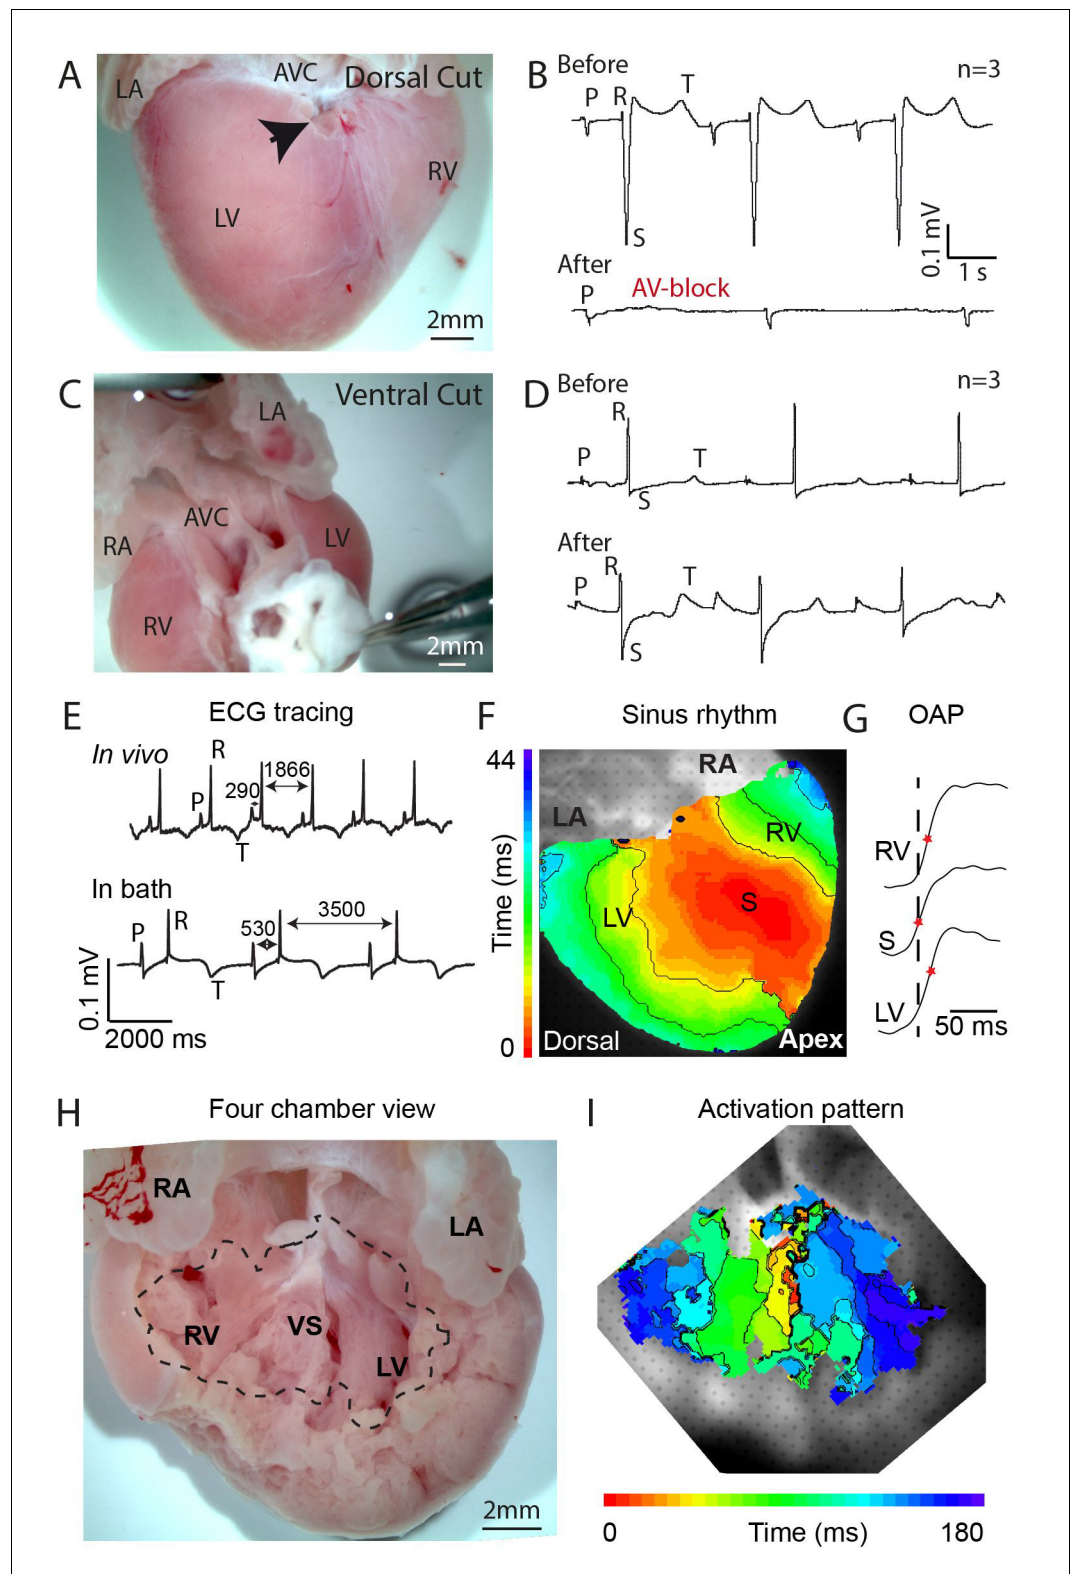 A
LA
AVC
Dorsal Cut
RV
LV
2mm
B
Before
n=3
P
R
T
S
0.1 mV
1 s
After
P
AV-block
C
Ventral Cut
LA
AVC
RA
LV
RV
2mm
D
Before
n=3
R
P
T
S
After
R
P
T
S
E
ECG tracing
In vivo
R
1866
290
P
T
In bath
P
R
3500
530
T
0.1 mV
2000 ms
F
Sinus rhythm
44
Time (ms)
0
RA
LA
RV
S
LV
Dorsal
Apex
G
OAP
RV
S
LV
50 ms
H
Four chamber view
RA
LA
RV
VS
LV
2mm
I
Activation pattern
0
Time (ms)
180